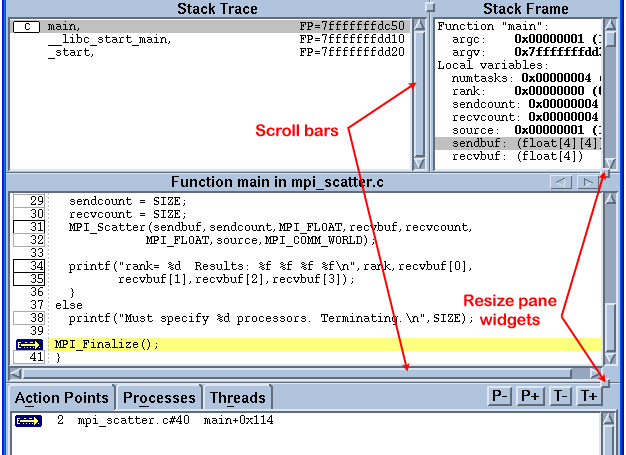 Stack Trace
Stack Frame
C main, FP=7fffffffdc50
__libc_start_main, FP=7fffffffdd10
_start, FP=7fffffffdd20
Function "main":
argc: 0x00000001 (1
argv: 0x7fffffffdd3
Local variables:
numtasks: 0x00000004 (
rank: 0x00000000 (0
sendcount: 0x00000004
recvcount: 0x00000004
source: 0x00000001 (1
sendbuf: (float[4][4])
recvbuf: (float[4])
Scroll bars
Function main in mpi_scatter.c
29 sendcount = SIZE;
30 recvcount = SIZE;
31 MPI_Scatter(sendbuf,sendcount,MPI_FLOAT,recvbuf,recvcount,
32 MPI_FLOAT,source,MPI_COMM_WORLD);
33
34 printf("rank= %d Results: %f %f %f %f\n",rank,recvbuf[0],
35 recvbuf[1],recvbuf[2],recvbuf[3]);
36 }
37 else
38 printf("Must specify %d processors. Terminating.\n",SIZE);
39
MPI_Finalize();
41 }
Resize pane
widgets
Action Points Processes Threads P- P+ T- T+
2 mpi_scatter.c#40 main+0x114